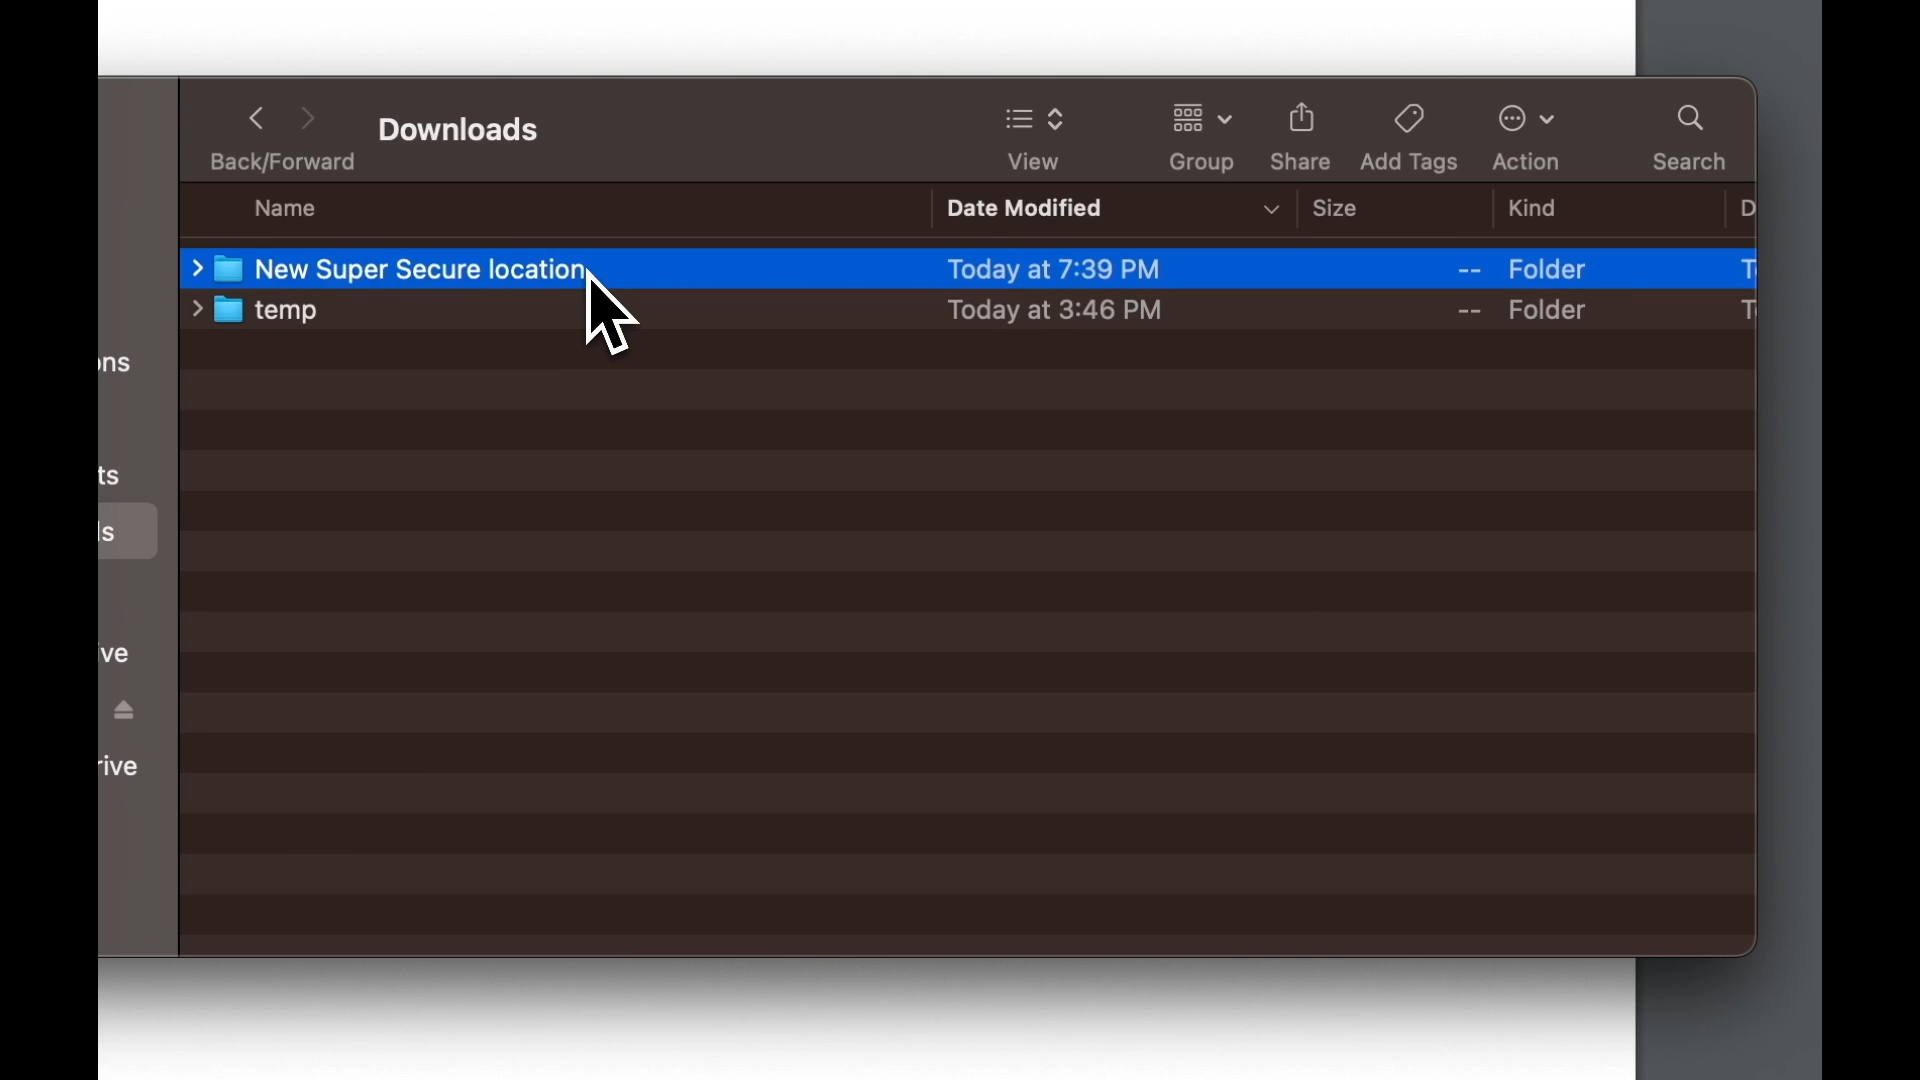 Downloads
Back/Forward
View
Group
Share
Add Tags
Action
Search
Name
Date Modified
Size
Kind
New Super Secure location
Today at 7:39 PM
--
Folder
temp
Today at 3:46 PM
--
Folder